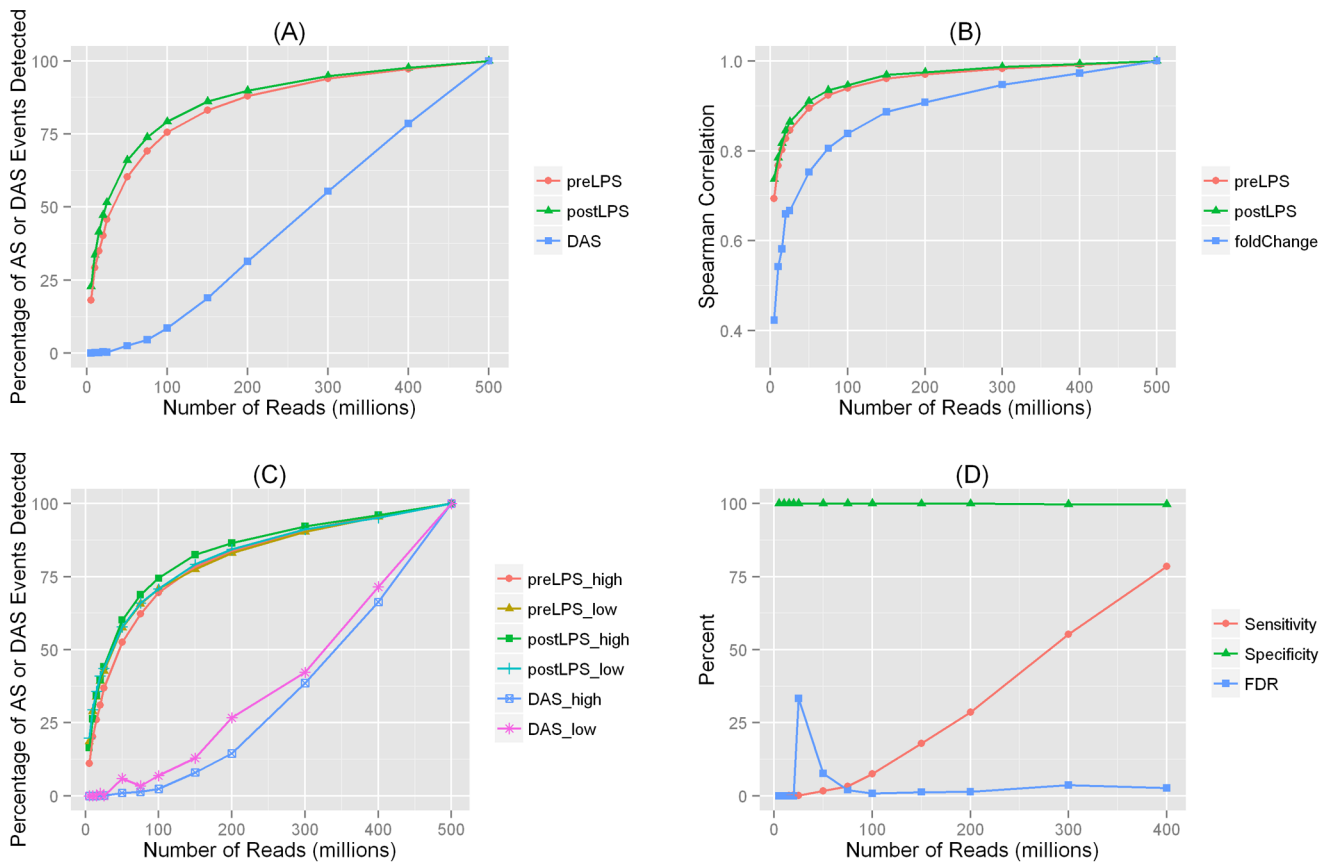 (A)
Percentage of AS or DAS Events Detected
100
75
50
25
0
0 100 200 300 400 500
Number of Reads (millions)
preLPS
postLPS
DAS
(B)
Spearman Correlation
1.0
0.8
0.6
0.4
0 100 200 300 400 500
Number of Reads (millions)
preLPS
postLPS
foldChange
(C)
Percentage of AS or DAS Events Detected
100
75
50
25
0
0 100 200 300 400 500
Number of Reads (millions)
preLPS_high
preLPS_low
postLPS_high
postLPS_low
DAS_high
DAS_low
(D)
Percent
100
75
50
25
0
0 100 200 300 400
Number of Reads (millions)
Sensitivity
Specificity
FDR